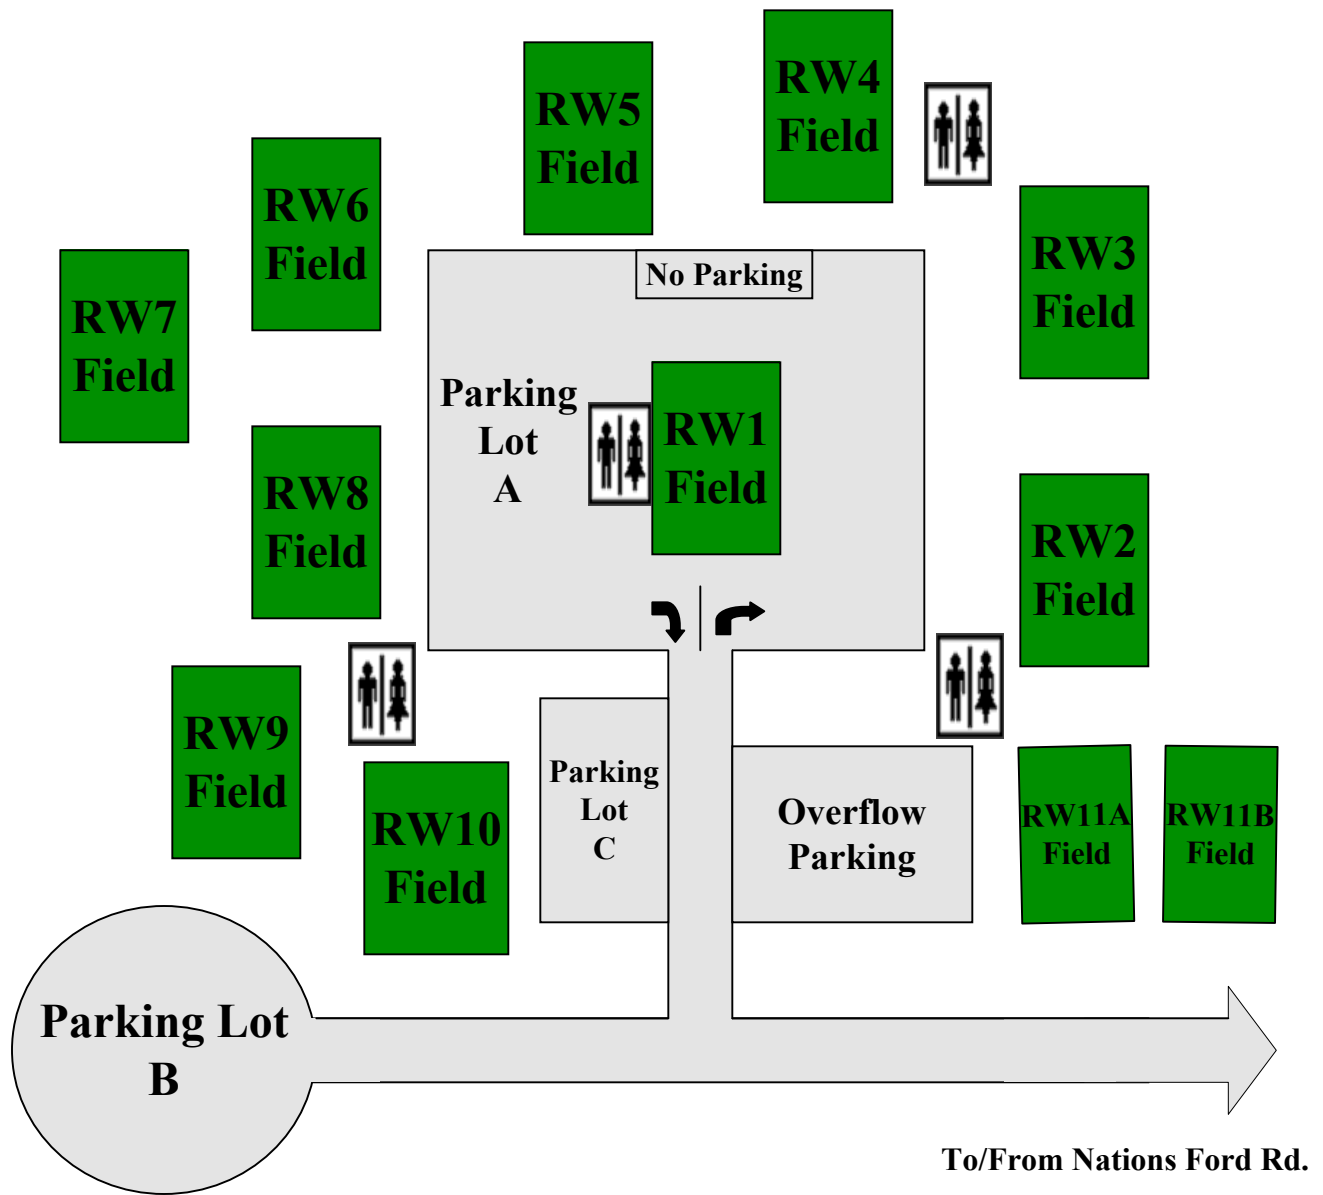 RW4
Field
RW5
Field
RW6
Field
RW3
Field
No Parking
RW7
Field
Parking
Lot
A
RW1
Field
RW8
Field
RW2
Field
RW9
Field
Parking
Lot
C
Overflow
Parking
RW11A
Field
RW11B
Field
RW10
Field
Parking Lot
B
To/From Nations Ford Rd.